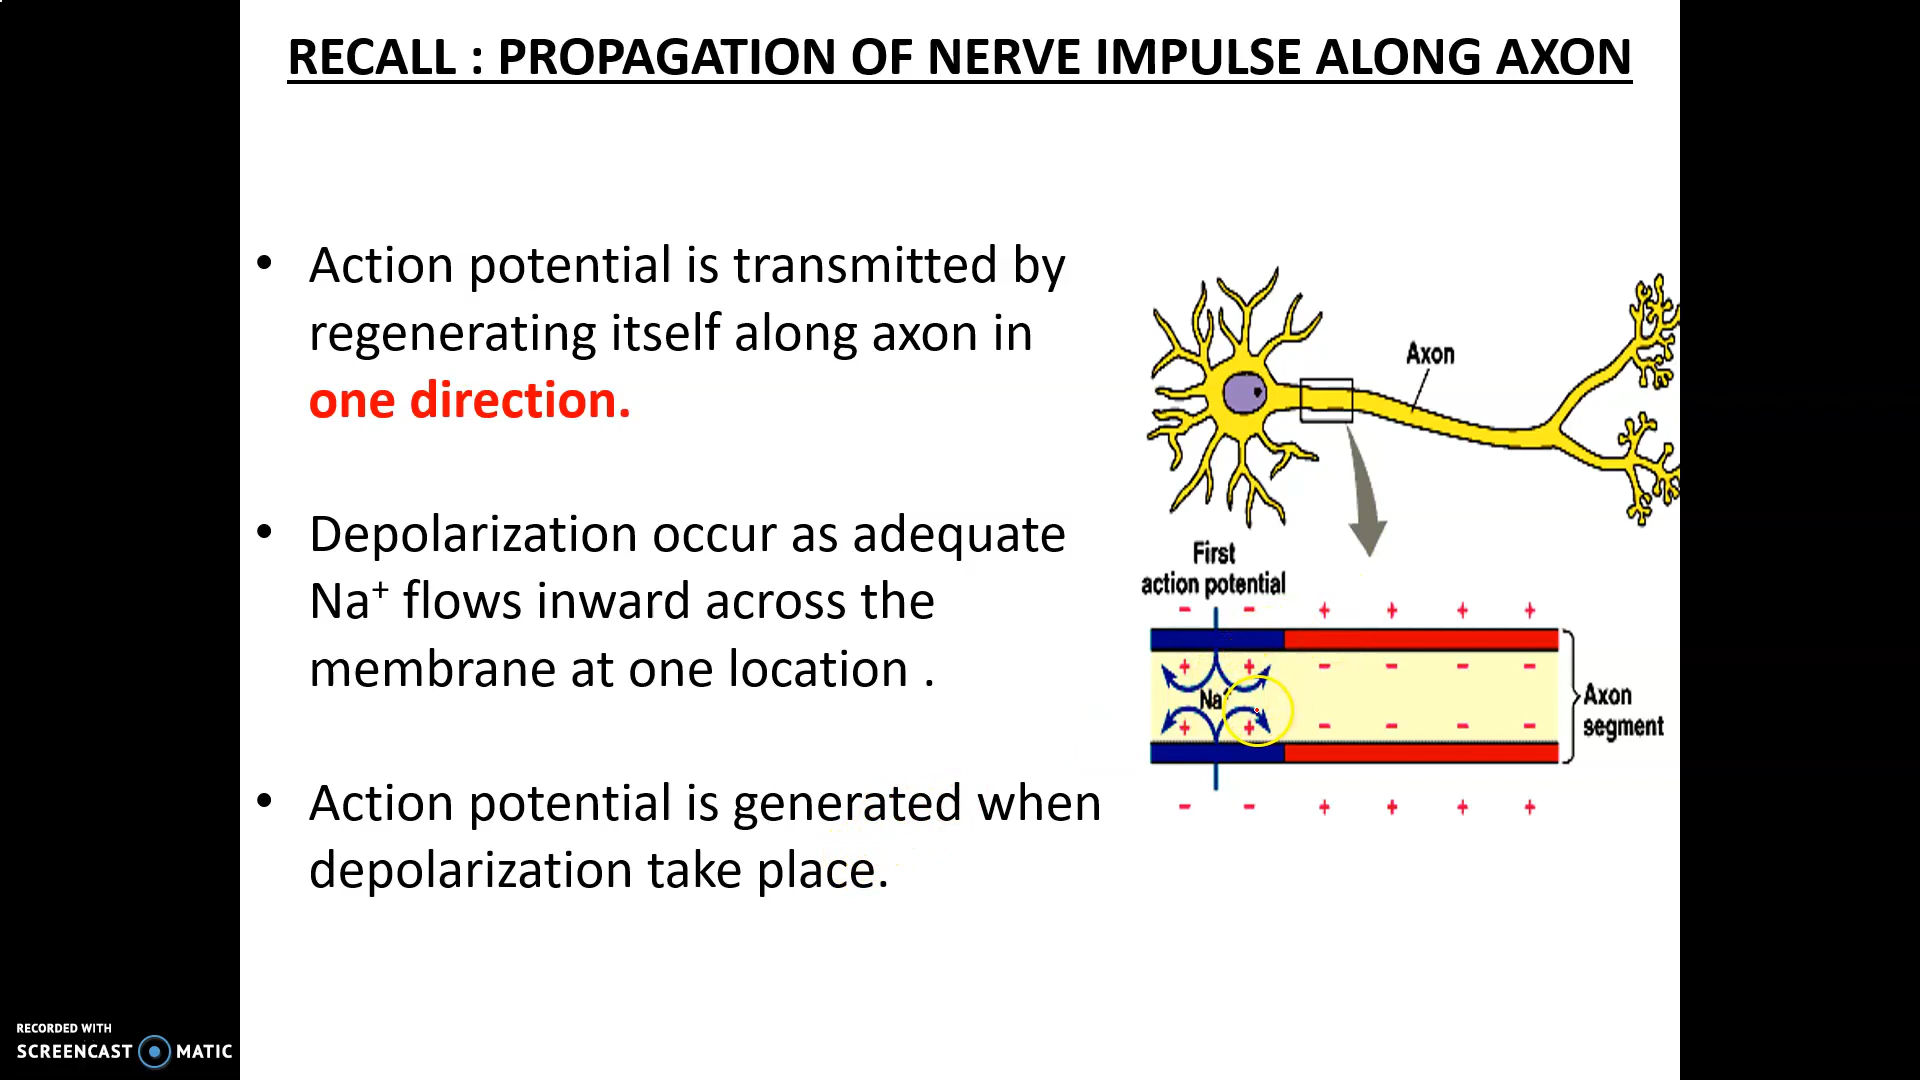 RECALL : PROPAGATION OF NERVE IMPULSE ALONG AXON
• Action potential is transmitted by
regenerating itself along axon in
one direction.
• Depolarization occur as adequate
Na⁺ flows inward across the
membrane at one location .
• Action potential is generated when
depolarization take place.
Axon
First
action potential
– – + + + +
+ + – – – –
Na⁺
+ + – – – –
Axon
segment
– – + + + +
RECORDED WITH
SCREENCAST MATIC